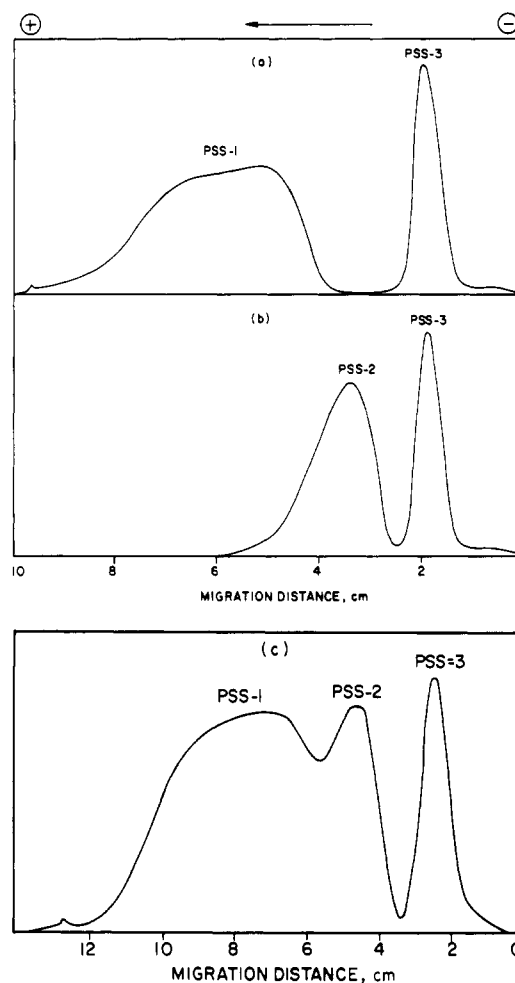 + −
(a)
PSS-3
PSS-1
(b)
PSS-3
PSS-2
10 8 6 4 2
MIGRATION DISTANCE, cm
(c)
PSS=3
PSS-1 PSS-2
12 10 8 6 4 2 0
MIGRATION DISTANCE, cm